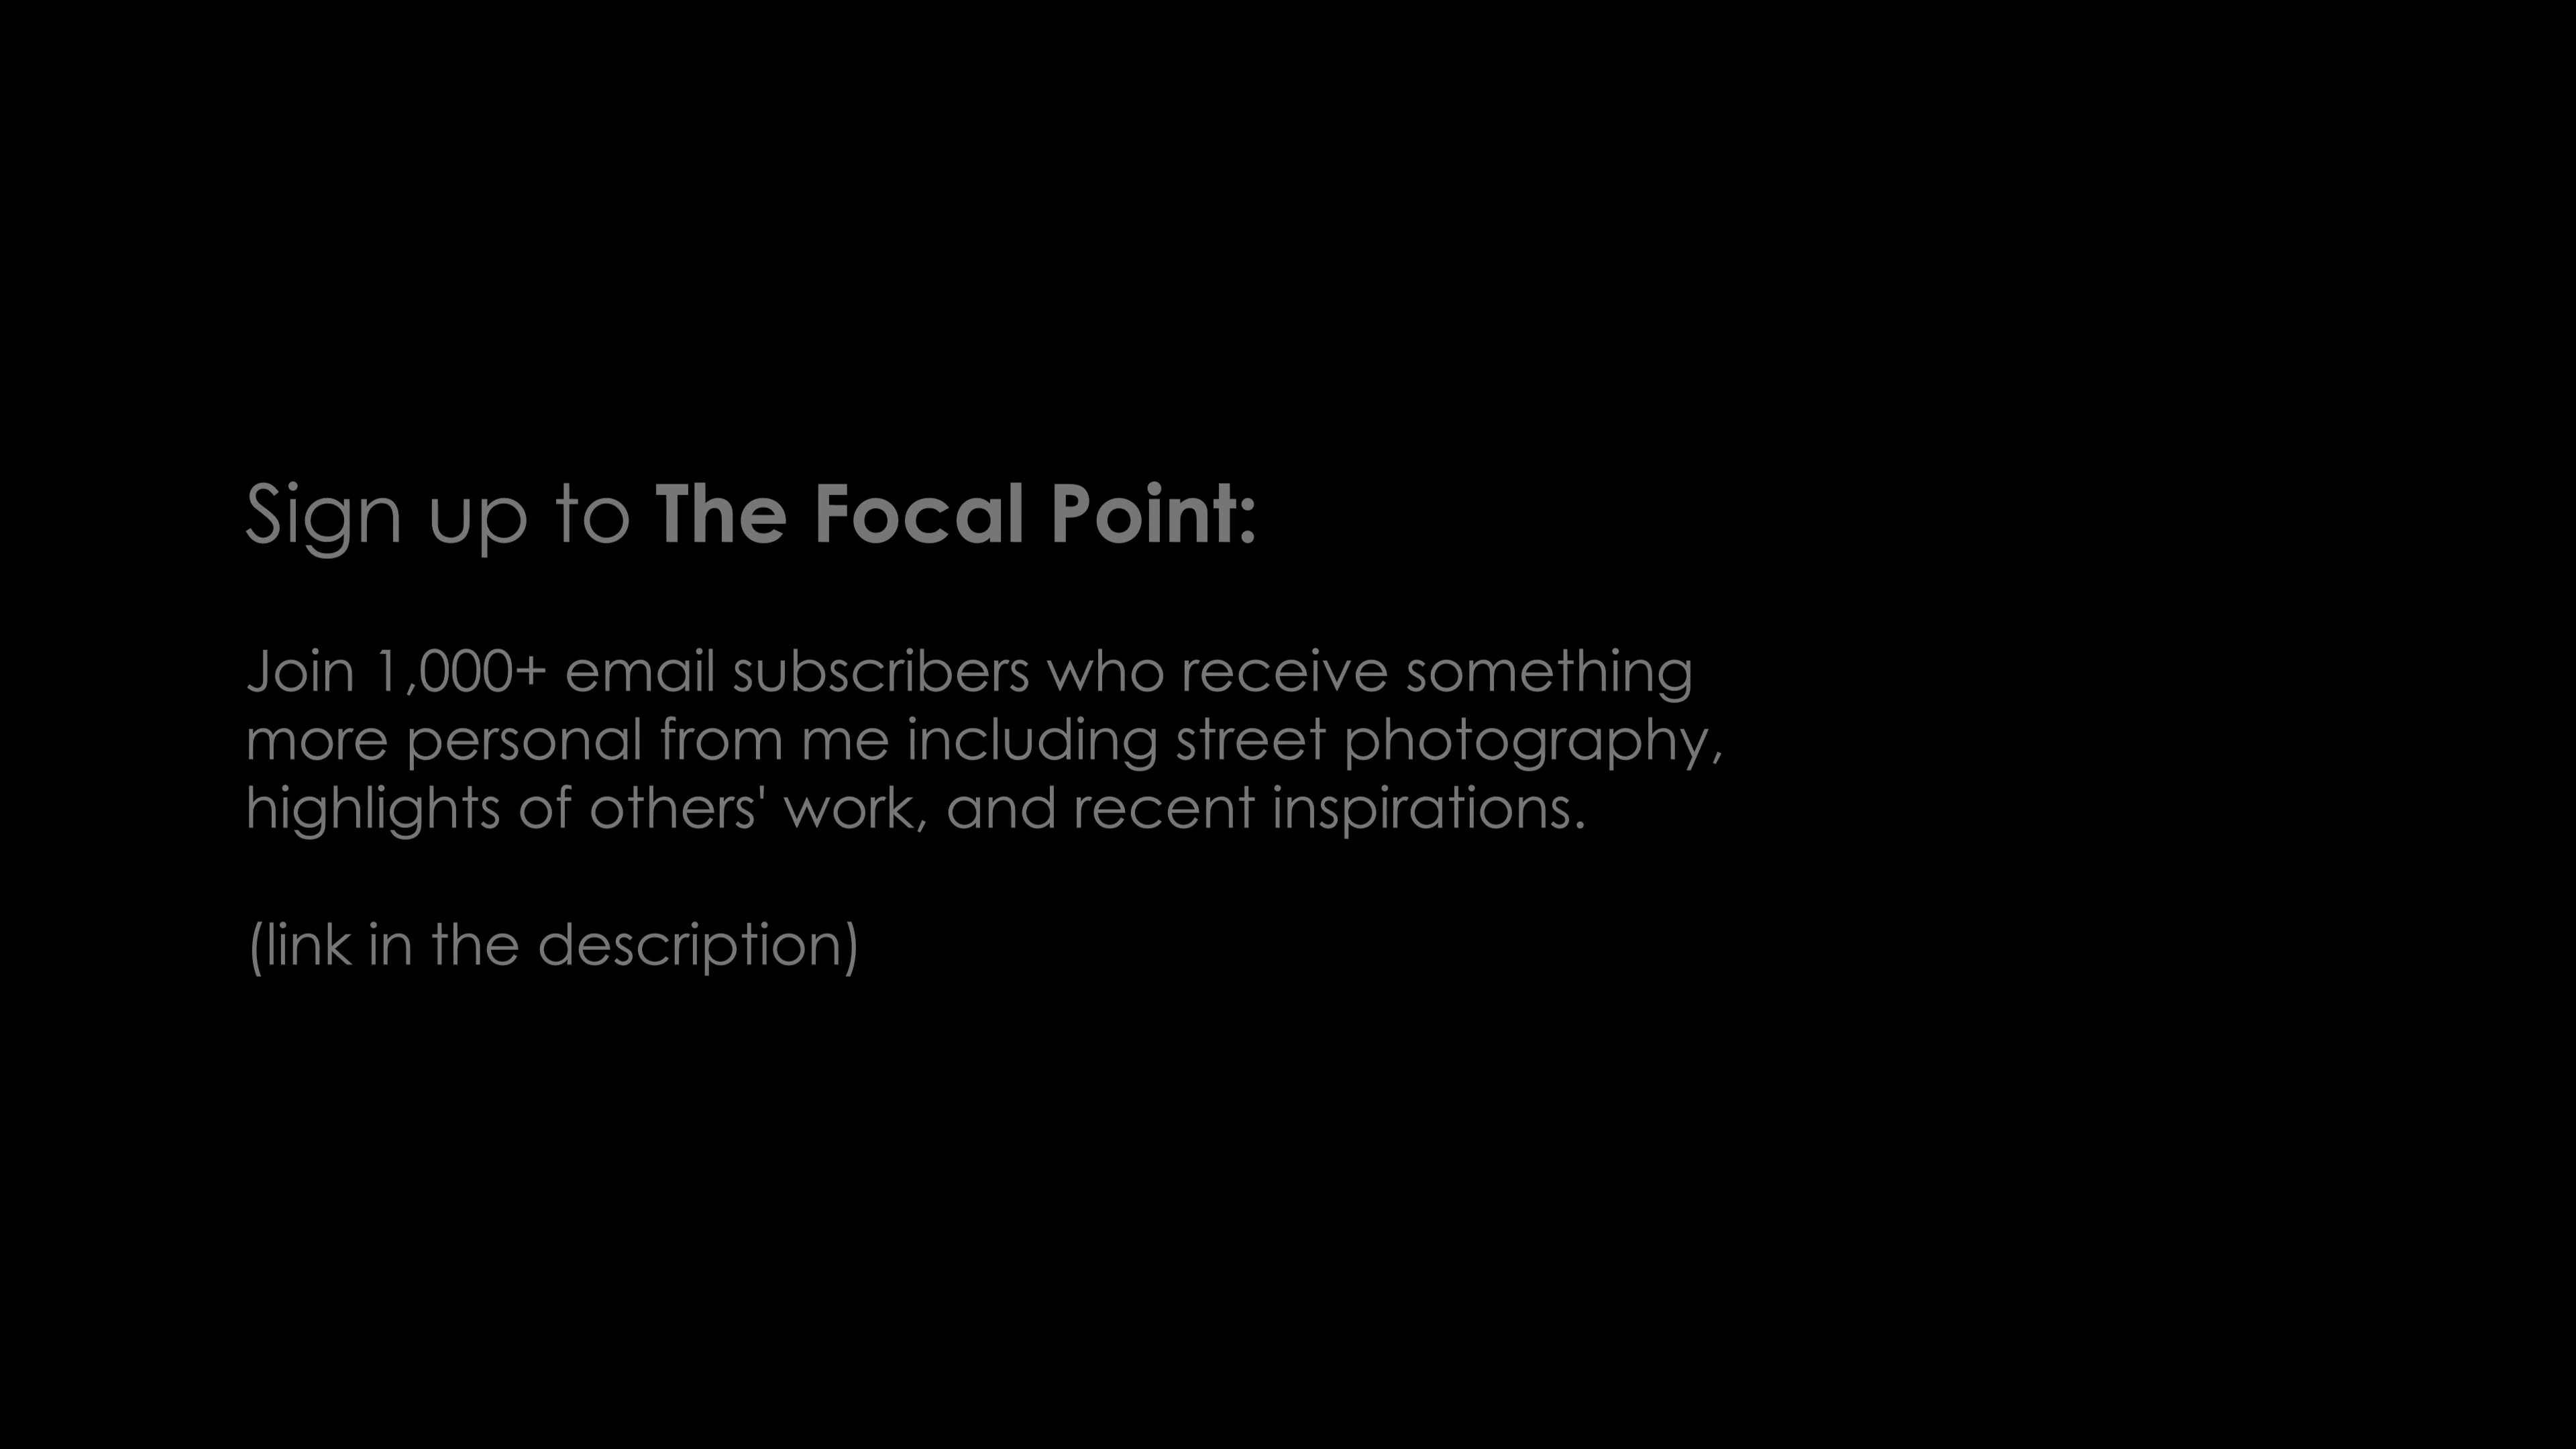 Sign up to The Focal Point:
Join 1,000+ email subscribers who receive something
more personal from me including street photography,
highlights of others' work, and recent inspirations.
(link in the description)